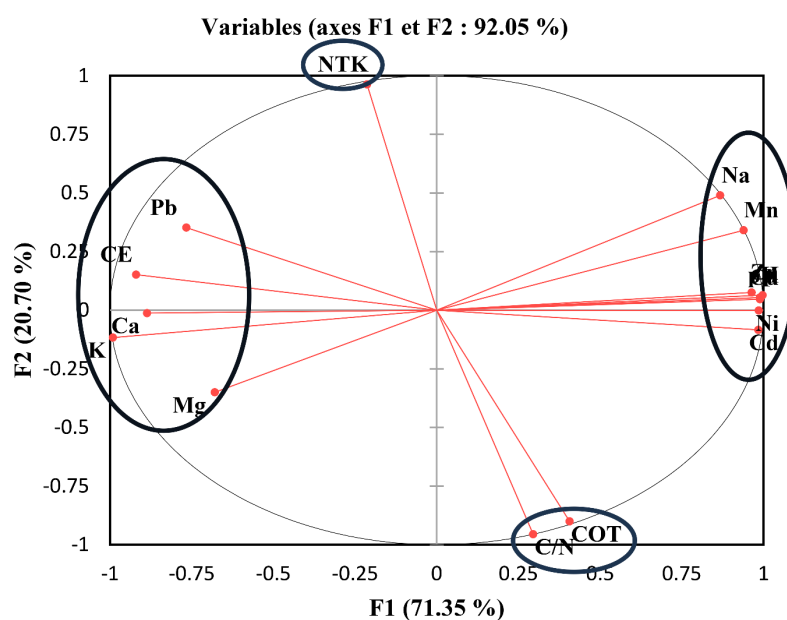 Variables (axes F1 et F2 : 92.05 %)
NTK
1
0.75
0.5
0.25
0
-0.25
-0.5
-0.75
-1
F2 (20.70 %)
Na
Mn
Pb
CE
Ca
K
Mg
Ni
Cd
COT
C/N
-1
-0.75
-0.5
-0.25
0
0.25
0.5
0.75
1
F1 (71.35 %)